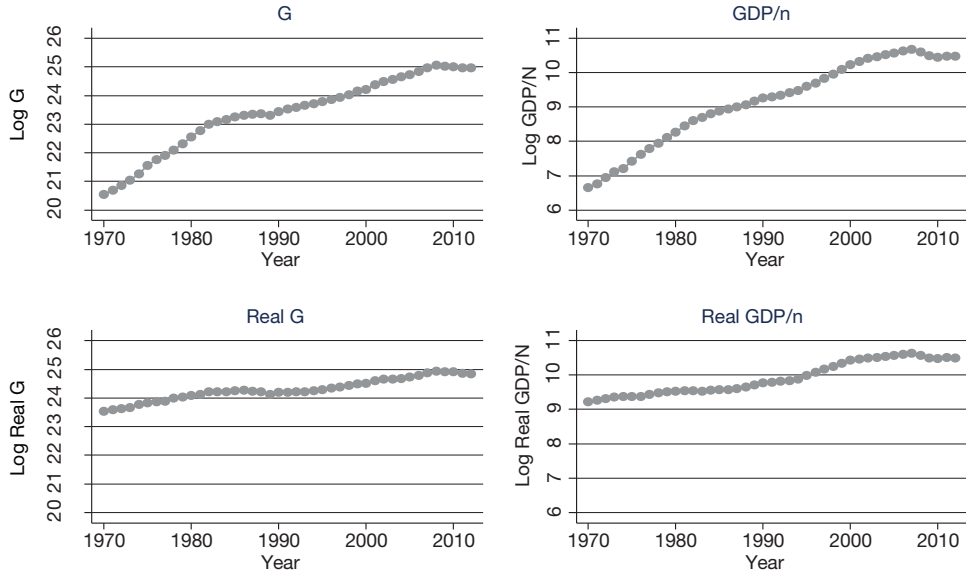 G
Log G
20 21 22 23 24 25 26
1970 1980 1990 2000 2010
Year
GDP/n
Log GDP/N
6 7 8 9 10 11
1970 1980 1990 2000 2010
Year
Real G
Log Real G
20 21 22 23 24 25 26
1970 1980 1990 2000 2010
Year
Real GDP/n
Log Real GDP/N
6 7 8 9 10 11
1970 1980 1990 2000 2010
Year